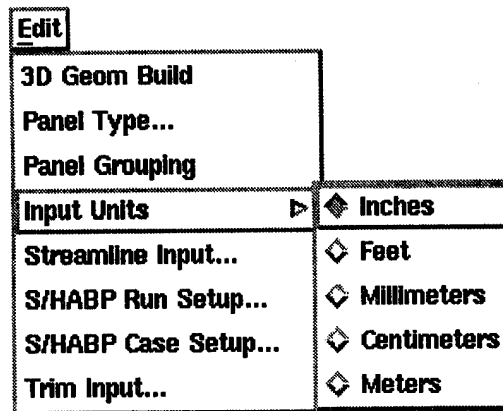 Edit
3D Geom Build
Panel Type...
Panel Grouping
Input Units
Inches
Streamline Input...
Feet
S/HABP Run Setup...
Millimeters
S/HABP Case Setup...
Centimeters
Trim Input...
Meters